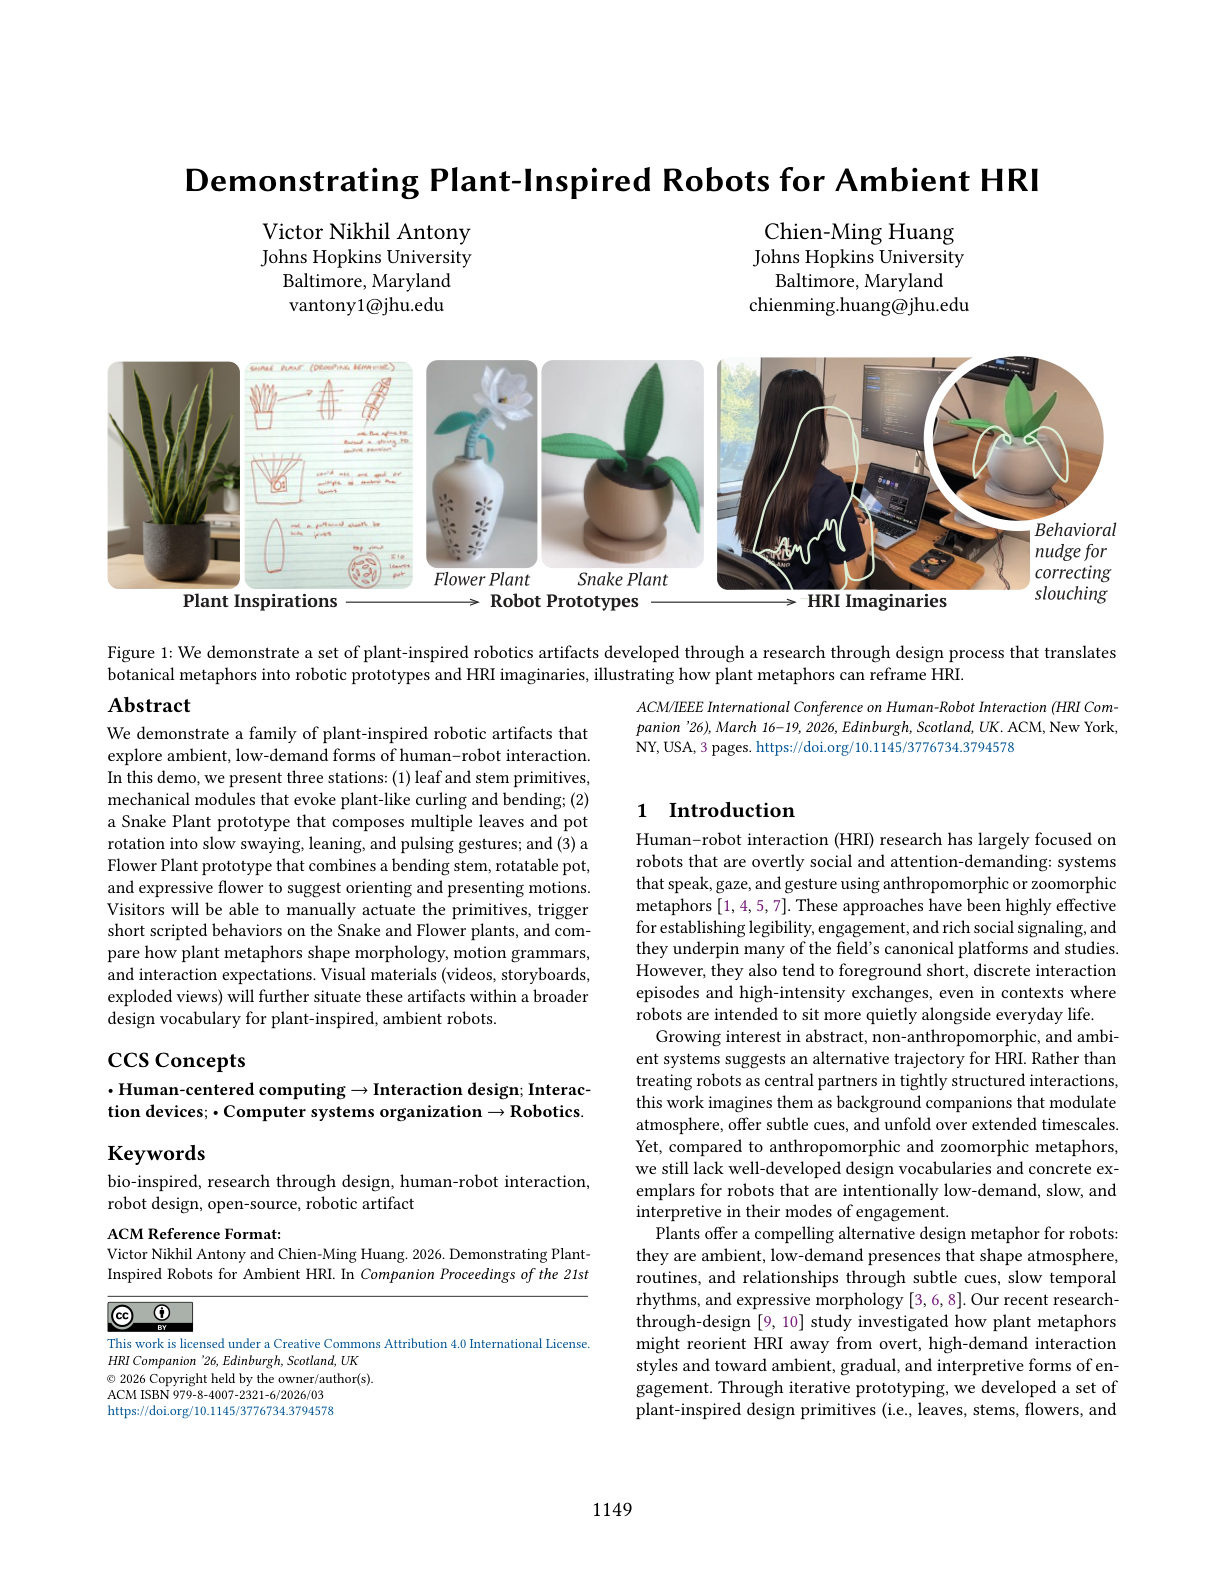 Demonstrating Plant-Inspired Robots for Ambient HRI
Victor Nikhil Antony
Johns Hopkins University
Baltimore, Maryland
vantony1@jhu.edu
Chien-Ming Huang
Johns Hopkins University
Baltimore, Maryland
chienming.huang@jhu.edu
SNAKE PLANT (DROOPING BEHAVIOR)
top view
Flower Plant
Snake Plant
Behavioral
nudge for
correcting
slouching
Plant Inspirations
Robot Prototypes
HRI Imaginaries
Figure 1: We demonstrate a set of plant-inspired robotics artifacts developed through a research through design process that translates
botanical metaphors into robotic prototypes and HRI imaginaries, illustrating how plant metaphors can reframe HRI.
Abstract
We demonstrate a family of plant-inspired robotic artifacts that
explore ambient, low-demand forms of human–robot interaction.
In this demo, we present three stations: (1) leaf and stem primitives,
mechanical modules that evoke plant-like curling and bending; (2)
a Snake Plant prototype that composes multiple leaves and pot
rotation into slow swaying, leaning, and pulsing gestures; and (3) a
Flower Plant prototype that combines a bending stem, rotatable pot,
and expressive flower to suggest orienting and presenting motions.
Visitors will be able to manually actuate the primitives, trigger
short scripted behaviors on the Snake and Flower plants, and com-
pare how plant metaphors shape morphology, motion grammars,
and interaction expectations. Visual materials (videos, storyboards,
exploded views) will further situate these artifacts within a broader
design vocabulary for plant-inspired, ambient robots.
CCS Concepts
• Human-centered computing → Interaction design; Interac-
tion devices; • Computer systems organization → Robotics.
Keywords
bio-inspired, research through design, human-robot interaction,
robot design, open-source, robotic artifact
ACM Reference Format:
Victor Nikhil Antony and Chien-Ming Huang. 2026. Demonstrating Plant-
Inspired Robots for Ambient HRI. In Companion Proceedings of the 21st
cc
BY
This work is licensed under a Creative Commons Attribution 4.0 International License.
HRI Companion '26, Edinburgh, Scotland, UK
© 2026 Copyright held by the owner/author(s).
ACM ISBN 979-8-4007-2321-6/2026/03
https://doi.org/10.1145/3776734.3794578
ACM/IEEE International Conference on Human-Robot Interaction (HRI Com-
panion '26), March 16–19, 2026, Edinburgh, Scotland, UK. ACM, New York,
NY, USA, 3 pages. https://doi.org/10.1145/3776734.3794578
1 Introduction
Human–robot interaction (HRI) research has largely focused on
robots that are overtly social and attention-demanding: systems
that speak, gaze, and gesture using anthropomorphic or zoomorphic
metaphors [1, 4, 5, 7]. These approaches have been highly effective
for establishing legibility, engagement, and rich social signaling, and
they underpin many of the field's canonical platforms and studies.
However, they also tend to foreground short, discrete interaction
episodes and high-intensity exchanges, even in contexts where
robots are intended to sit more quietly alongside everyday life.
Growing interest in abstract, non-anthropomorphic, and ambi-
ent systems suggests an alternative trajectory for HRI. Rather than
treating robots as central partners in tightly structured interactions,
this work imagines them as background companions that modulate
atmosphere, offer subtle cues, and unfold over extended timescales.
Yet, compared to anthropomorphic and zoomorphic metaphors,
we still lack well-developed design vocabularies and concrete ex-
emplars for robots that are intentionally low-demand, slow, and
interpretive in their modes of engagement.
Plants offer a compelling alternative design metaphor for robots:
they are ambient, low-demand presences that shape atmosphere,
routines, and relationships through subtle cues, slow temporal
rhythms, and expressive morphology [3, 6, 8]. Our recent research-
through-design [9, 10] study investigated how plant metaphors
might reorient HRI away from overt, high-demand interaction
styles and toward ambient, gradual, and interpretive forms of en-
gagement. Through iterative prototyping, we developed a set of
plant-inspired design primitives (i.e., leaves, stems, flowers, and
1149